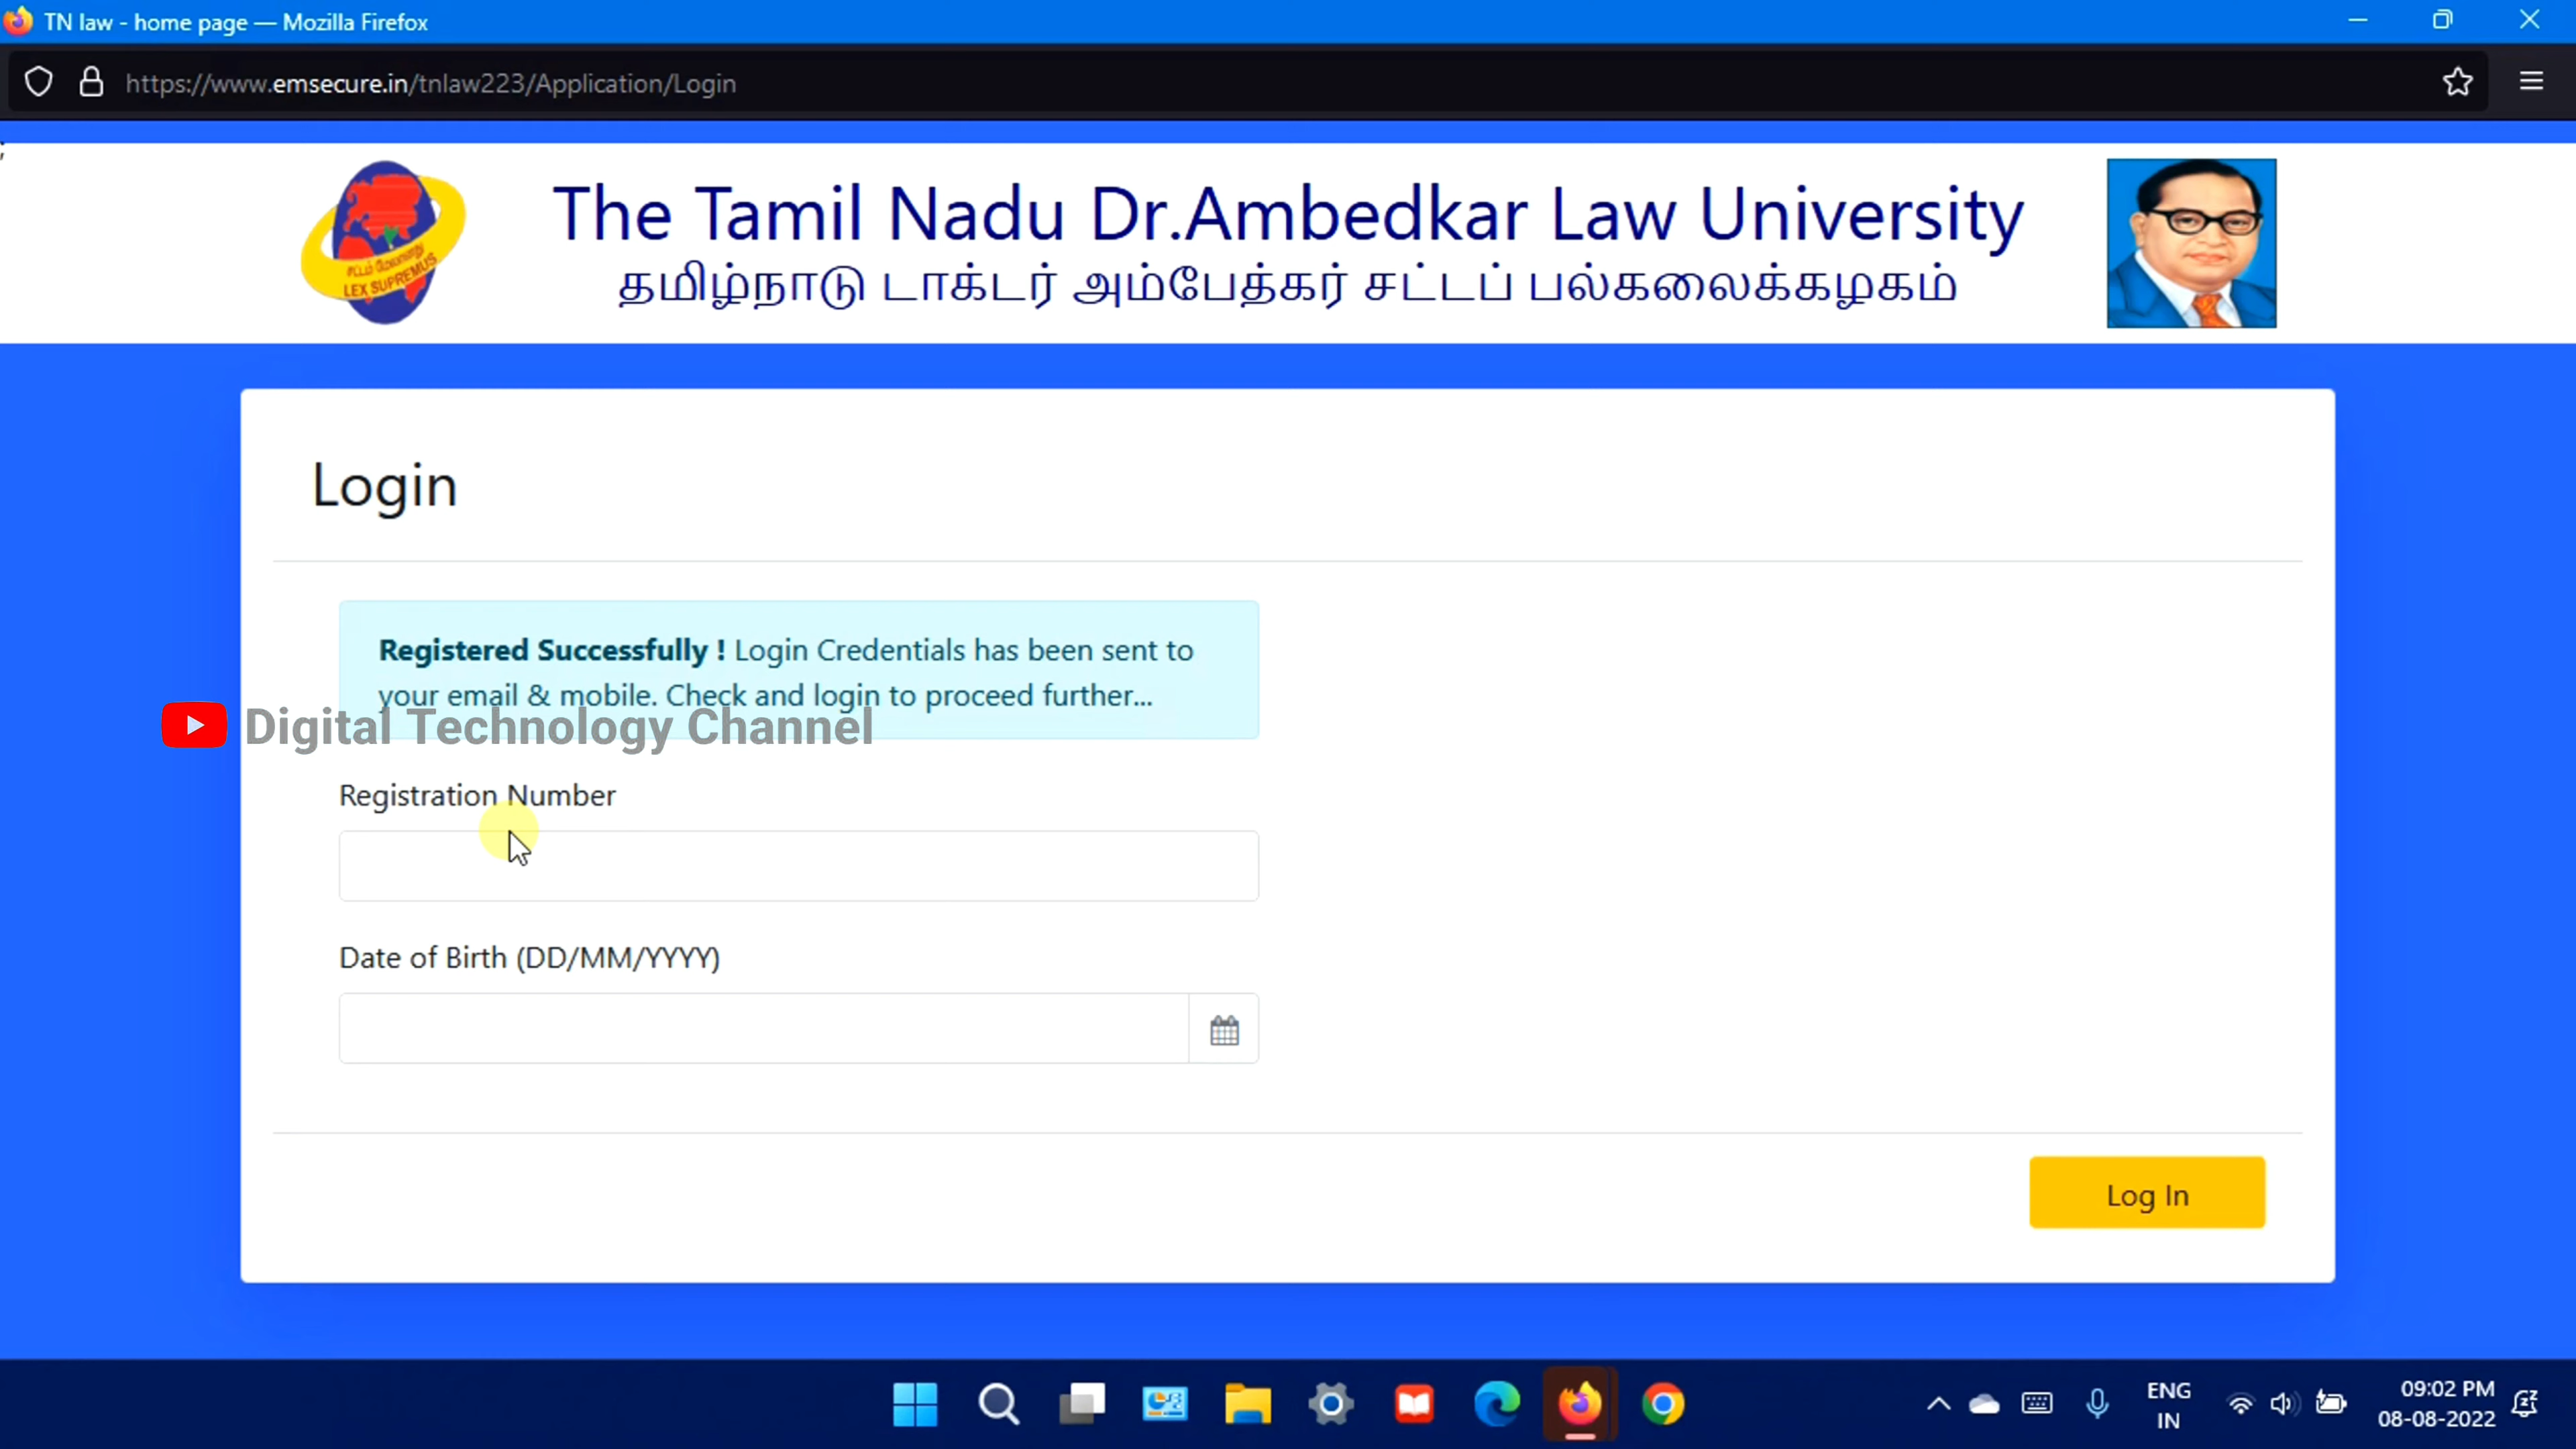 TN law - home page — Mozilla Firefox
https://www.emsecure.in/tnlaw223/Application/Login
;
The Tamil Nadu Dr.Ambedkar Law University
தமிழ்நாடு டாக்டர் அம்பேத்கர் சட்டப் பல்கலைக்கழகம்
LEX SUPREMUS
Login
Registered Successfully ! Login Credentials has been sent to
your email & mobile. Check and login to proceed further...
Digital Technology Channel
Registration Number
Date of Birth (DD/MM/YYYY)
Log In
ENG
IN
09:02 PM
08-08-2022